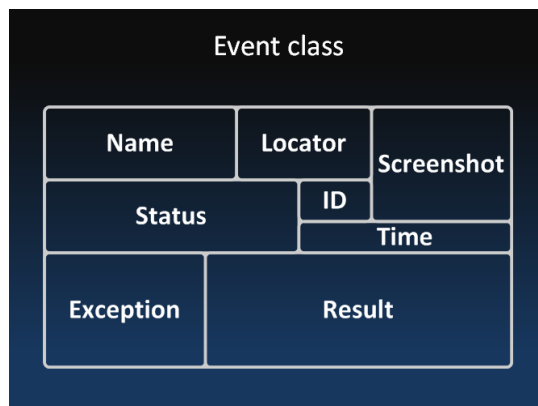 Event class
Name
Locator
Screenshot
Status
ID
Time
Exception
Result